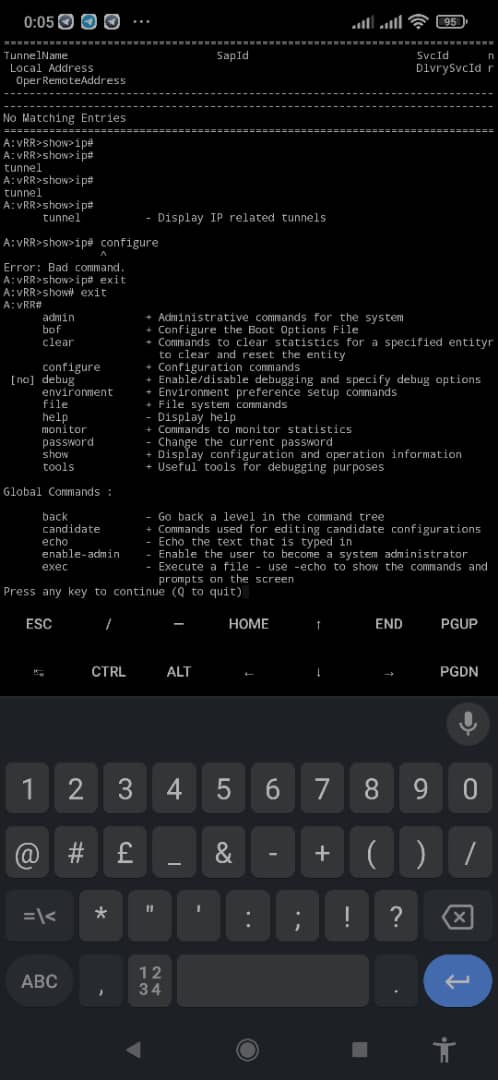 0:05 ... 95
TunnelName SapId SvcId n
Local Address DlvrySvcId r
OperRemoteAddress
No Matching Entries
A:vRR>show>ip#
A:vRR>show>ip#
tunnel
A:vRR>show>ip#
tunnel
A:vRR>show>ip#
tunnel - Display IP related tunnels
A:vRR>show>ip# configure
^
Error: Bad command.
A:vRR>show>ip# exit
A:vRR>show# exit
A:vRR#
admin + Administrative commands for the system
bof + Configure the Boot Options File
clear + Commands to clear statistics for a specified entityr
to clear and reset the entity
configure + Configuration commands
[no] debug + Enable/disable debugging and specify debug options
environment + Environment preference setup commands
file + File system commands
help - Display help
monitor + Commands to monitor statistics
password - Change the current password
show + Display configuration and operation information
tools + Useful tools for debugging purposes
Global Commands :
back - Go back a level in the command tree
candidate + Commands used for editing candidate configurations
echo - Echo the text that is typed in
enable-admin - Enable the user to become a system administrator
exec - Execute a file - use -echo to show the commands and
prompts on the screen
Press any key to continue (Q to quit)
ESC / — HOME ↑ END PGUP
CTRL ALT ← ↓ → PGDN
1 2 3 4 5 6 7 8 9 0
@ # £ _ & - + ( ) /
=\< * " ' : ; ! ?
ABC , 12 .
34